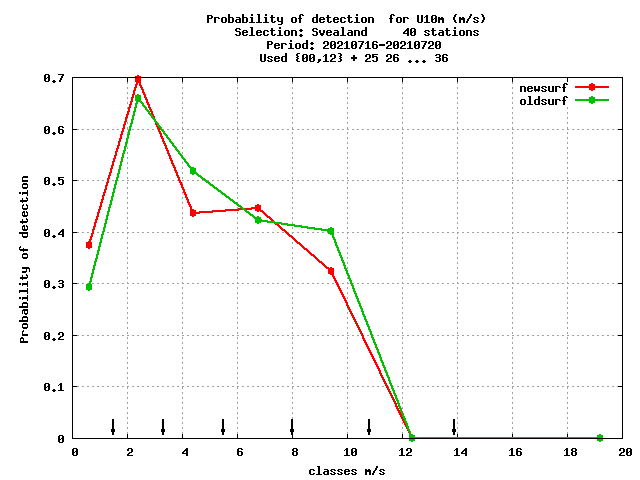 Probability of detection  for U10m (m/s)
Selection: Svealand     40 stations
Period: 20210716-20210720
Used {00,12} + 25 26 ... 36
newsurf
oldsurf
0.7
0.6
0.5
0.4
0.3
0.2
0.1
0
Probability of detection
0 2 4 6 8 10 12 14 16 18 20
classes m/s